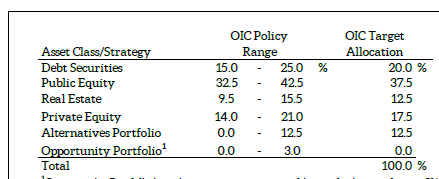 OIC Policy OIC Target
Asset Class/Strategy Range Allocation
Debt Securities 15.0 - 25.0 % 20.0 %
Public Equity 32.5 - 42.5 37.5
Real Estate 9.5 - 15.5 12.5
Private Equity 14.0 - 21.0 17.5
Alternatives Portfolio 0.0 - 12.5 12.5
Opportunity Portfolio¹ 0.0 - 3.0 0.0
Total 100.0 %